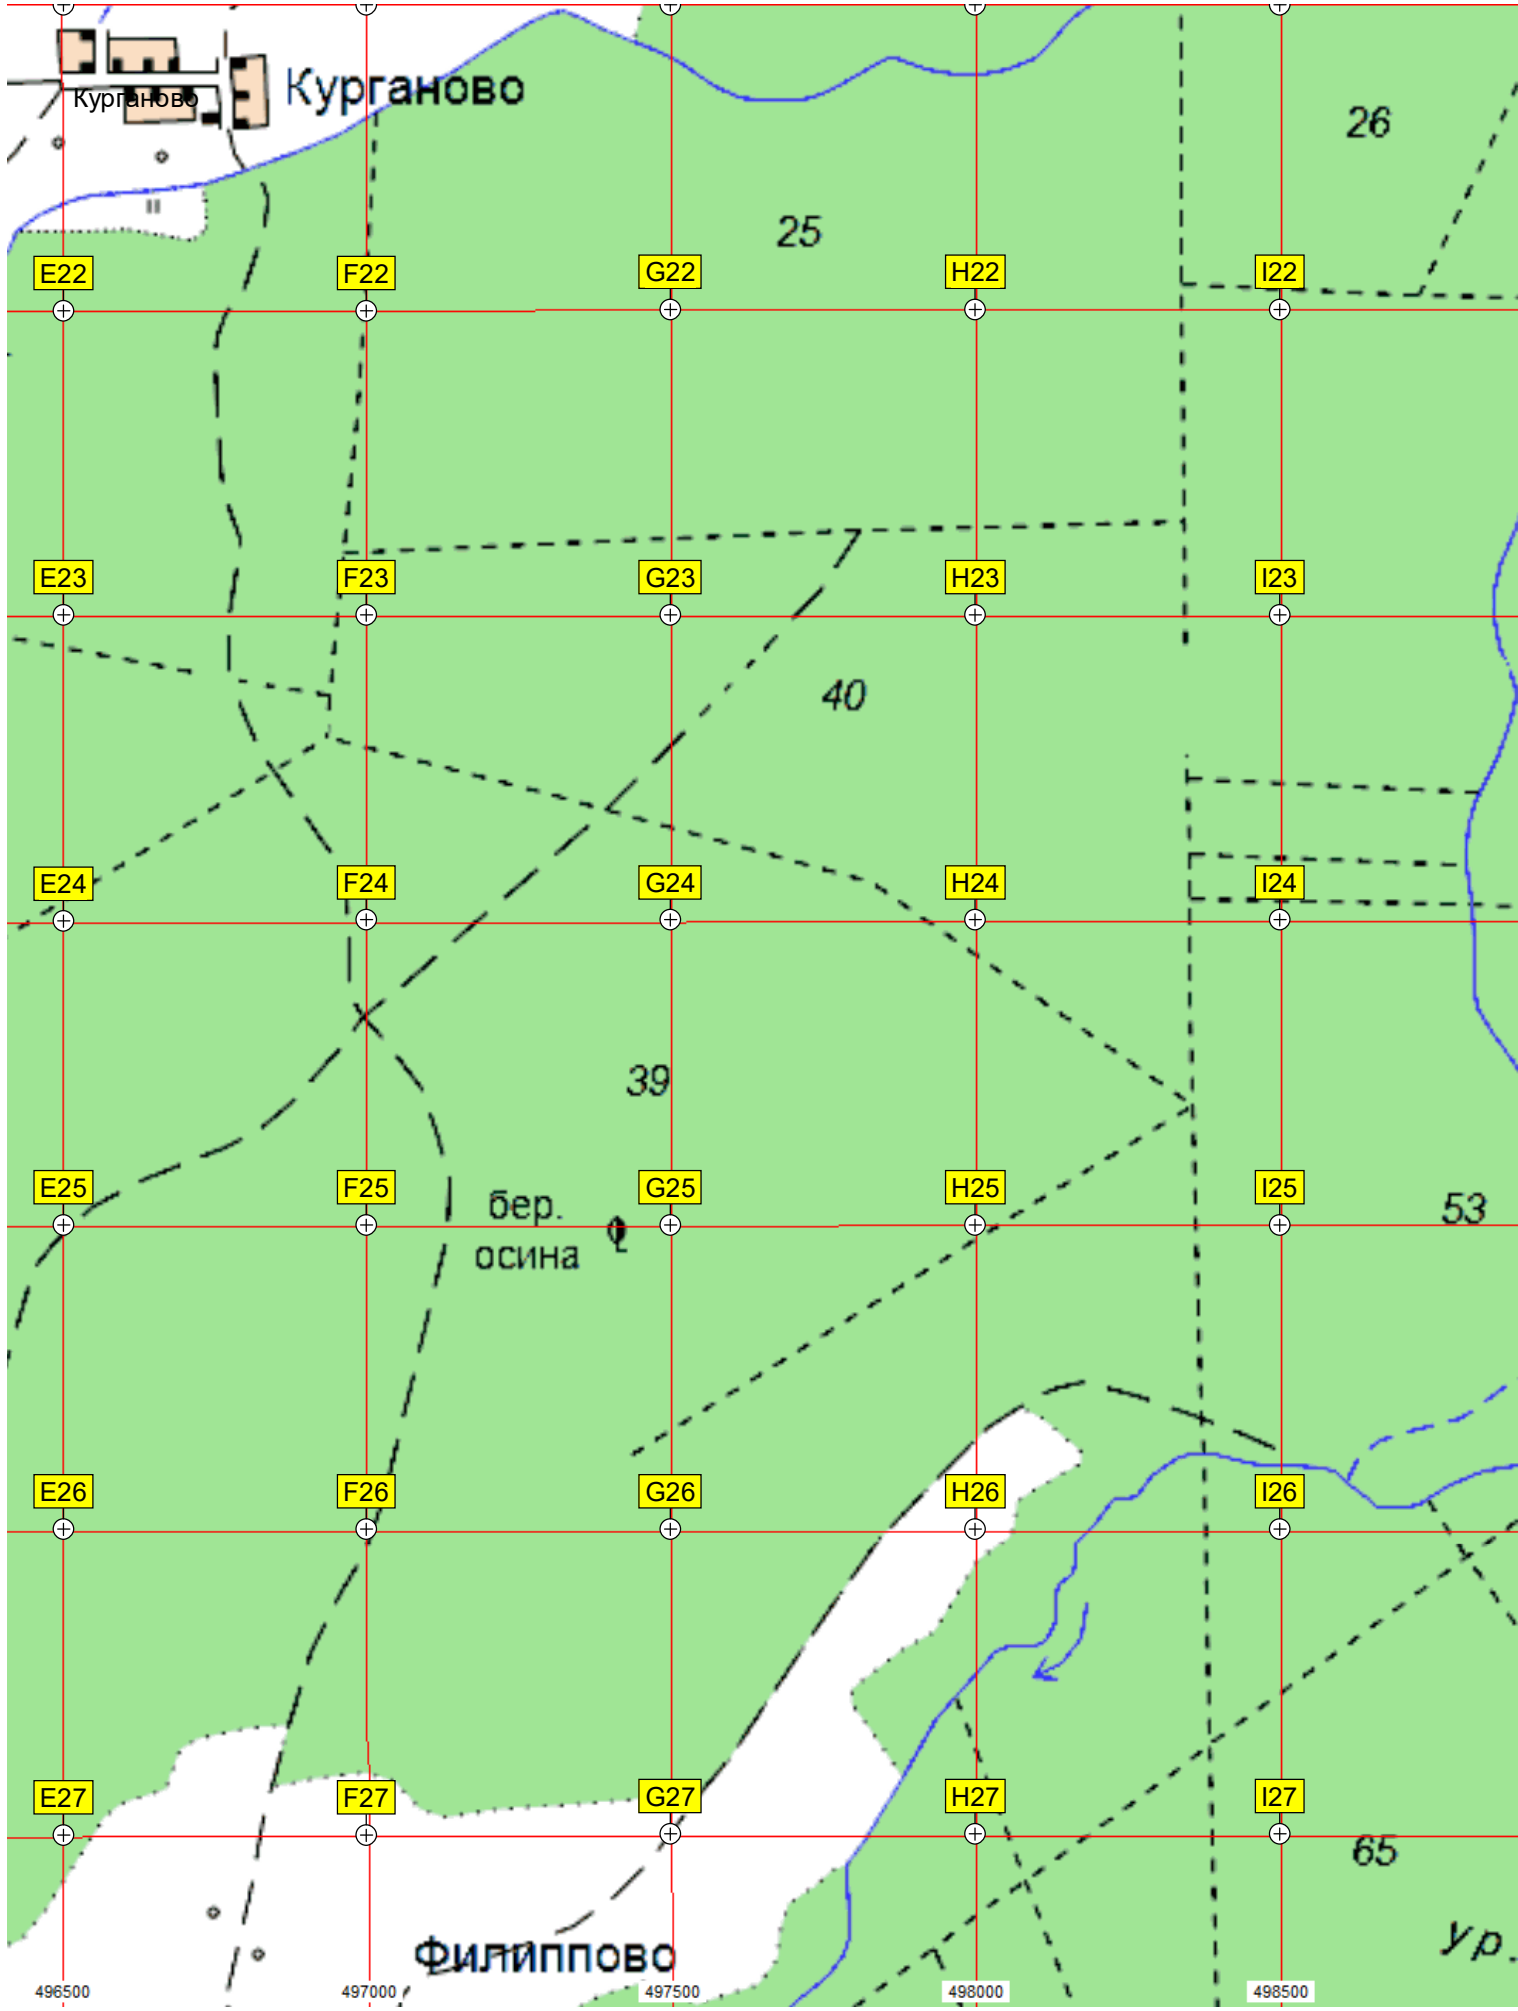 Курганово
Курганово
26
25
E22 F22 G22 H22 I22
E23 F23 G23 H23 I23
40
E24 F24 G24 H24 I24
39
E25 F25 G25 H25 I25
бер.
осина
53
E26 F26 G26 H26 I26
E27 F27 G27 H27 I27
65
ур.
Филиппово
496500 497000 497500 498000 498500